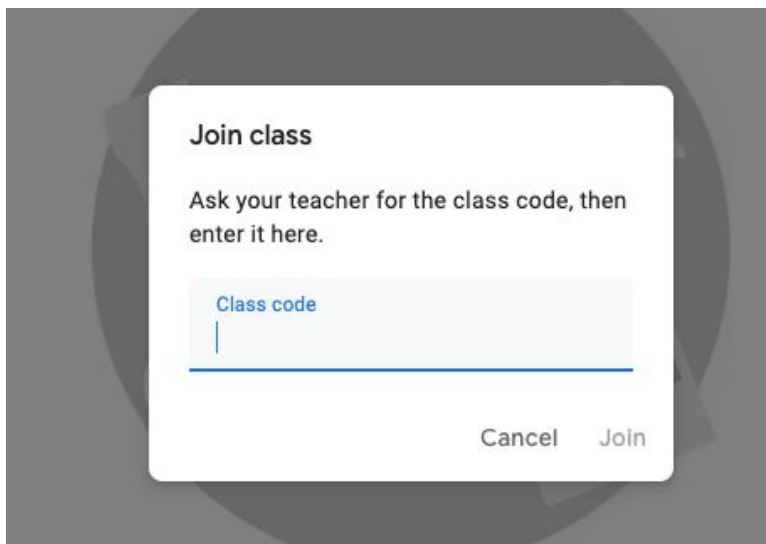 Join class
Ask your teacher for the class code, then
enter it here.
Class code
Cancel Join